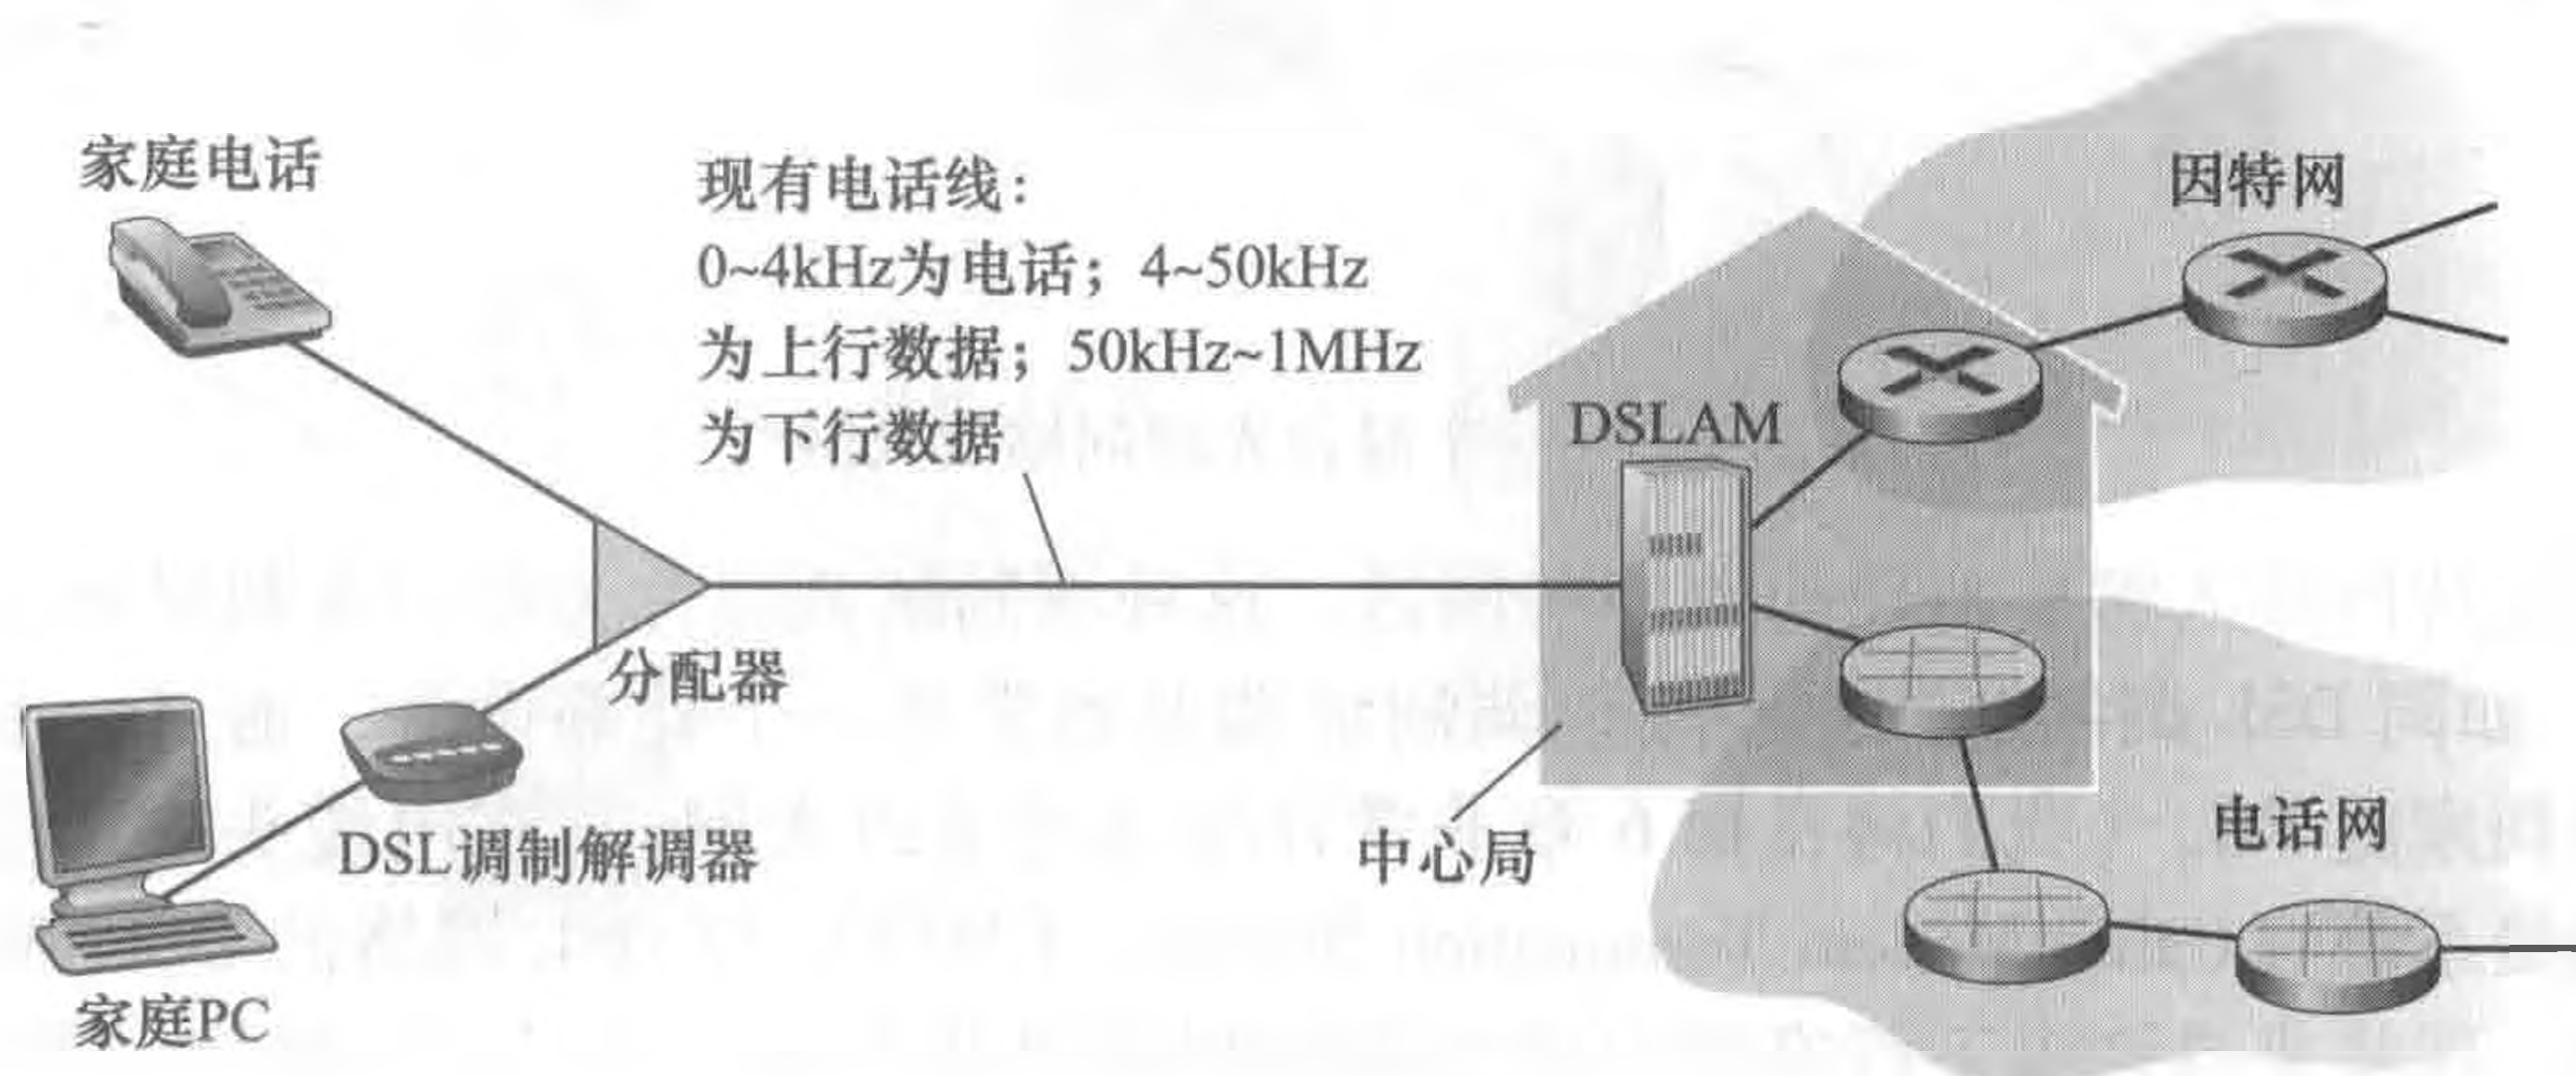 家庭电话
现有电话线：
0~4kHz为电话；4~50kHz
为上行数据；50kHz~1MHz
为下行数据
因特网
DSLAM
分配器
DSL调制解调器
中心局
电话网
家庭PC